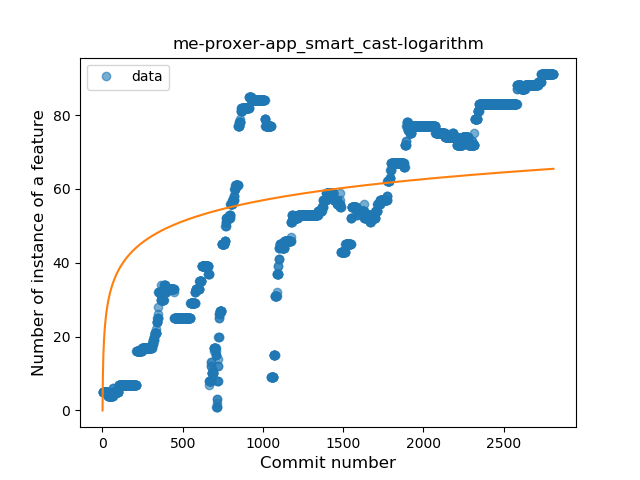 me-proxer-app_smart_cast-logarithm
data
Number of instance of a feature
80
60
40
20
0
0 500 1000 1500 2000 2500
Commit number